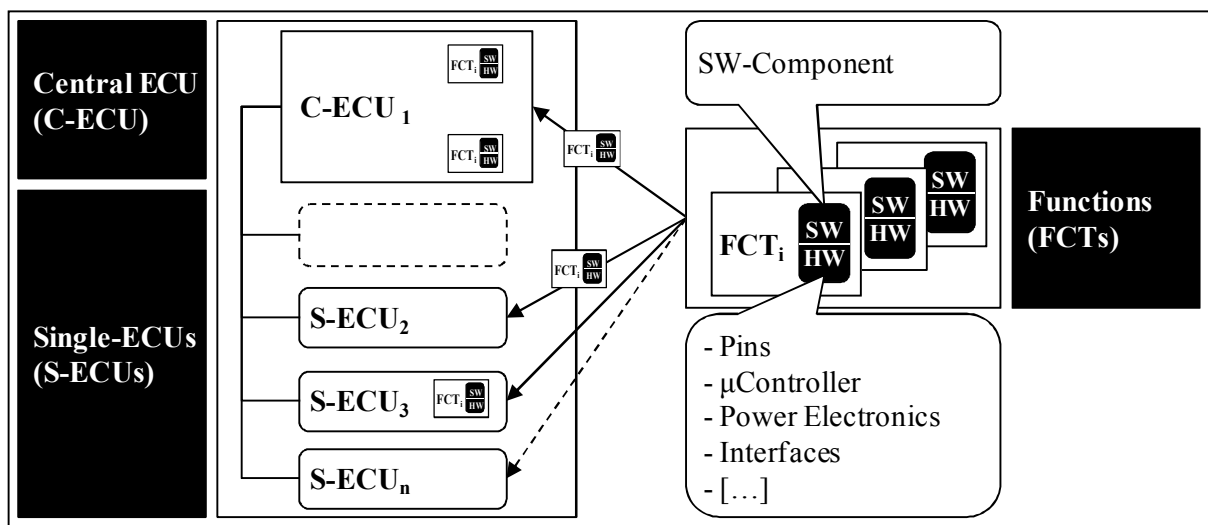 Central ECU
(C-ECU)
Single-ECUs
(S-ECUs)
C-ECU 1
FCTi SW HW
FCTi SW HW
FCTi SW HW
FCTi SW HW
S-ECU2
S-ECU3
FCTi SW HW
S-ECUn
SW-Component
FCTi
SW
HW
SW
HW
SW
HW
- Pins
- μController
- Power Electronics
- Interfaces
- […]
Functions
(FCTs)